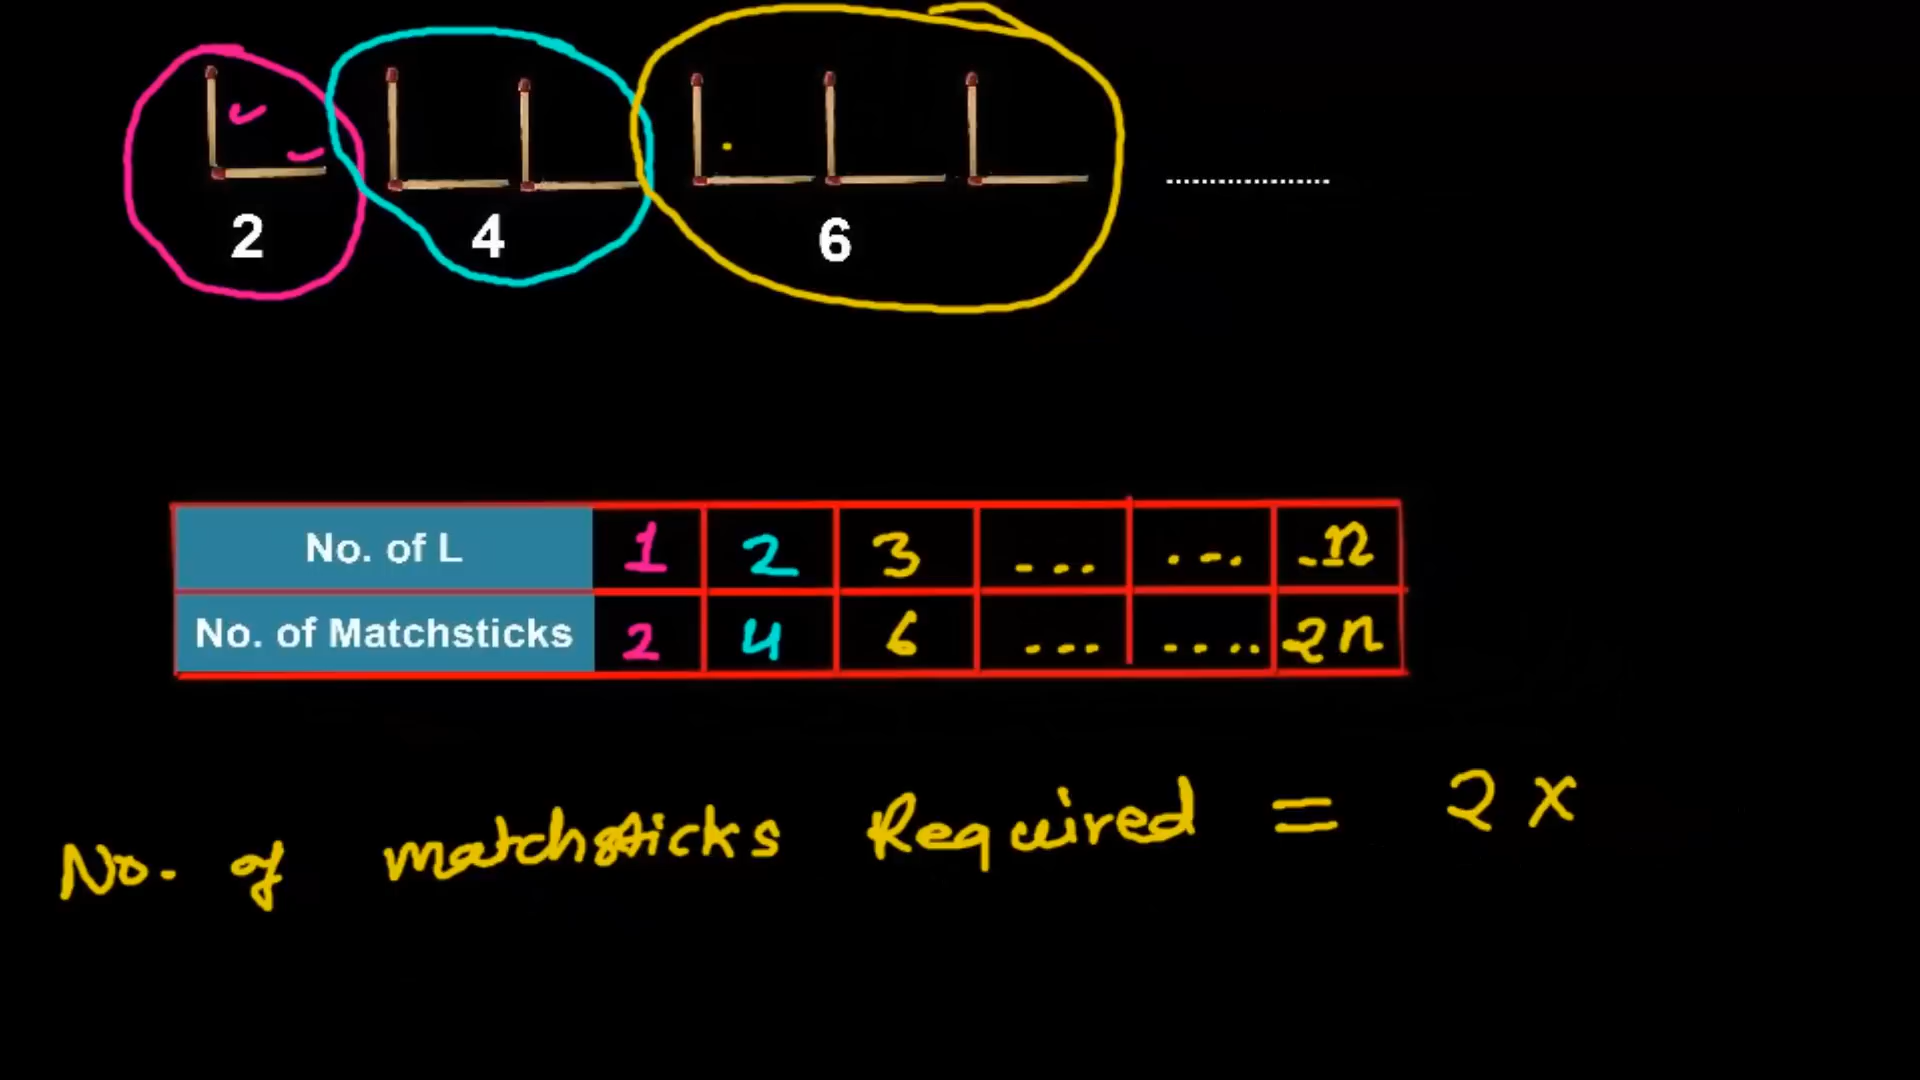 2 4 6 ...................
No. of L 1 2 3 ... ... n
No. of Matchsticks 2 4 6 ... .... 2n
No. of matchsticks Required = 2 ×